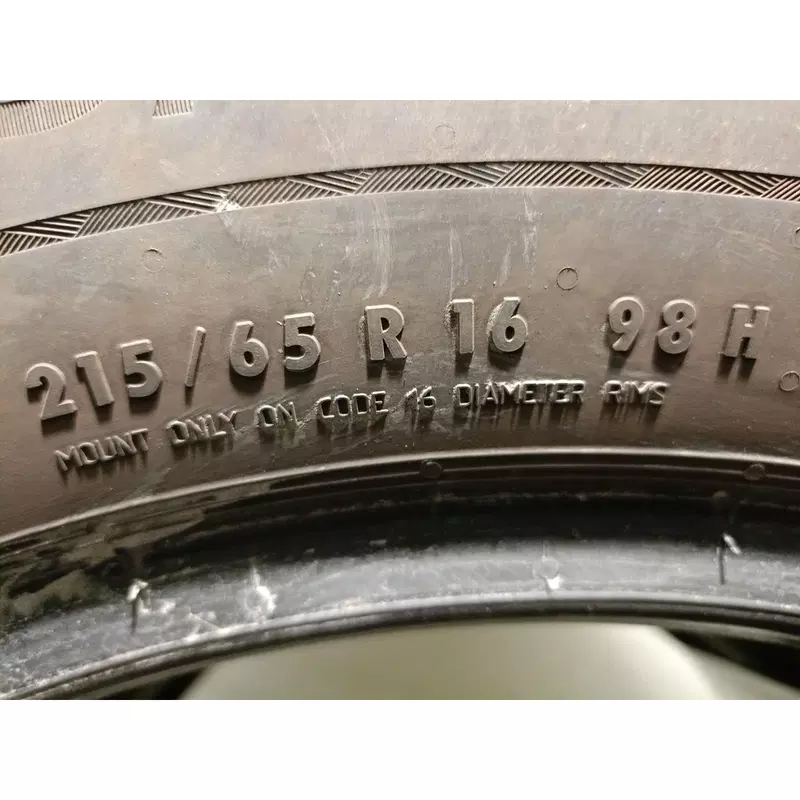 215/65 R 16 98 H
MOUNT ONLY ON CODE 16 DIAMETER RIMS